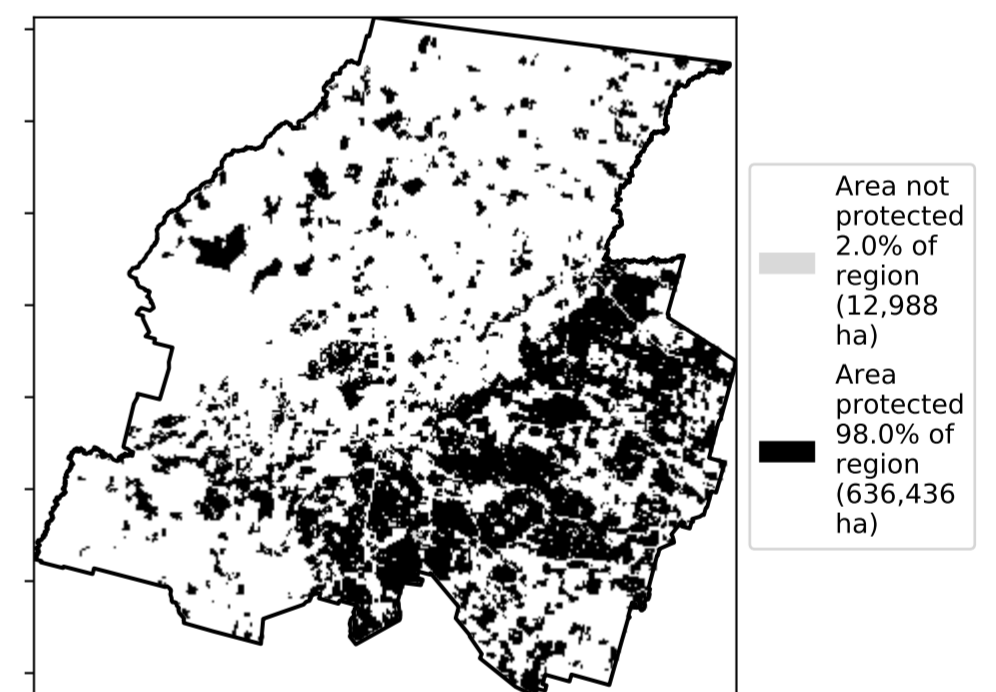 Area not
protected
2.0% of
region
(12,988
ha)
Area
protected
98.0% of
region
(636,436
ha)